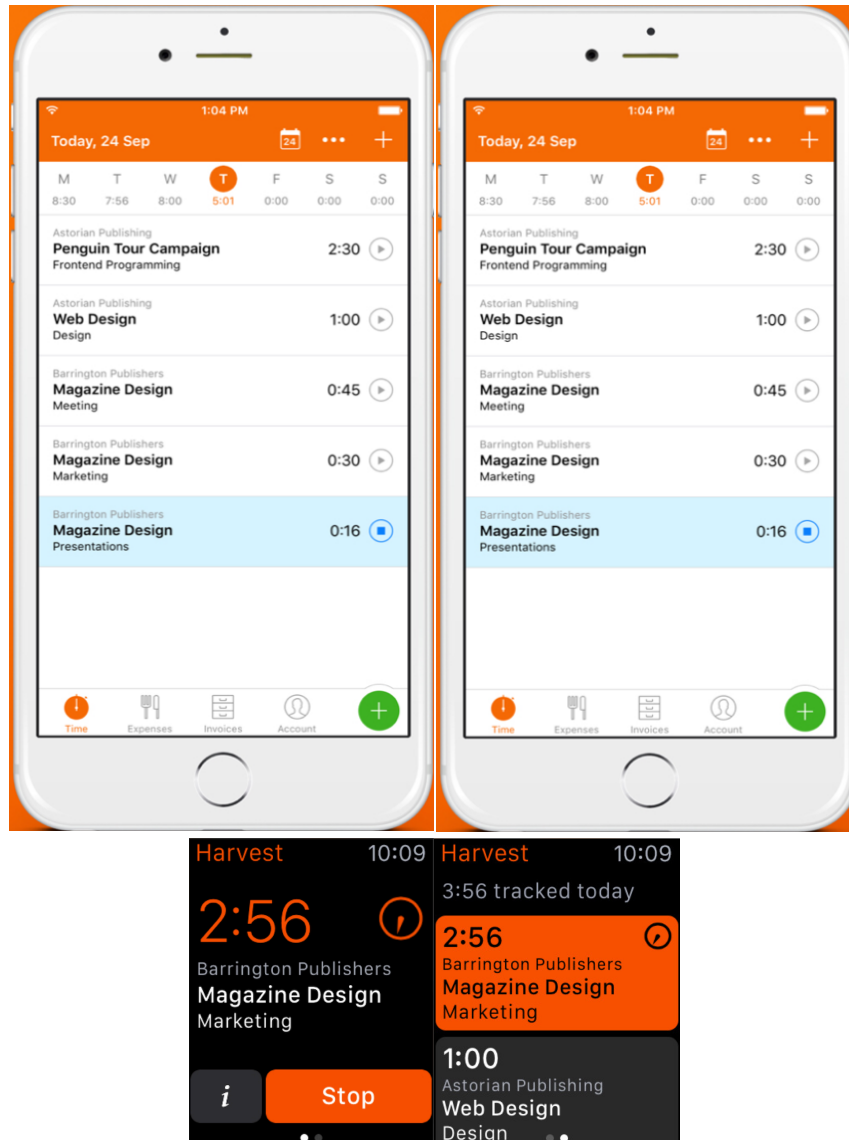 1:04 PM
Today, 24 Sep 24
M T W T F S S
8:30 7:56 8:00 5:01 0:00 0:00 0:00
Astorian Publishing
Penguin Tour Campaign 2:30
Frontend Programming
Astorian Publishing
Web Design 1:00
Design
Barrington Publishers
Magazine Design 0:45
Meeting
Barrington Publishers
Magazine Design 0:30
Marketing
Barrington Publishers
Magazine Design 0:16
Presentations
Time Expenses Invoices Account
1:04 PM
Today, 24 Sep 24
M T W T F S S
8:30 7:56 8:00 5:01 0:00 0:00 0:00
Astorian Publishing
Penguin Tour Campaign 2:30
Frontend Programming
Astorian Publishing
Web Design 1:00
Design
Barrington Publishers
Magazine Design 0:45
Meeting
Barrington Publishers
Magazine Design 0:30
Marketing
Barrington Publishers
Magazine Design 0:16
Presentations
Time Expenses Invoices Account
Harvest 10:09
2:56
Barrington Publishers
Magazine Design
Marketing
i Stop
Harvest 10:09
3:56 tracked today
2:56
Barrington Publishers
Magazine Design
Marketing
1:00
Astorian Publishing
Web Design
Design